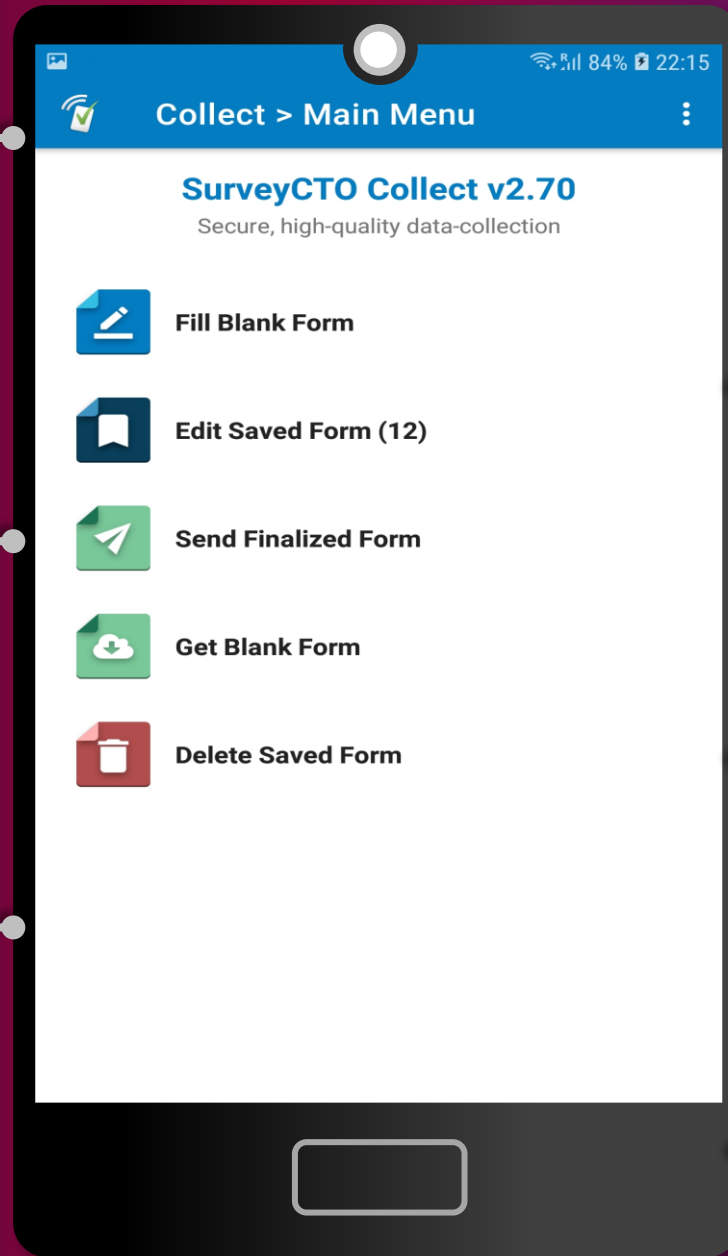 84% 22:15
Collect > Main Menu
SurveyCTO Collect v2.70
Secure, high-quality data-collection
Fill Blank Form
Edit Saved Form (12)
Send Finalized Form
Get Blank Form
Delete Saved Form